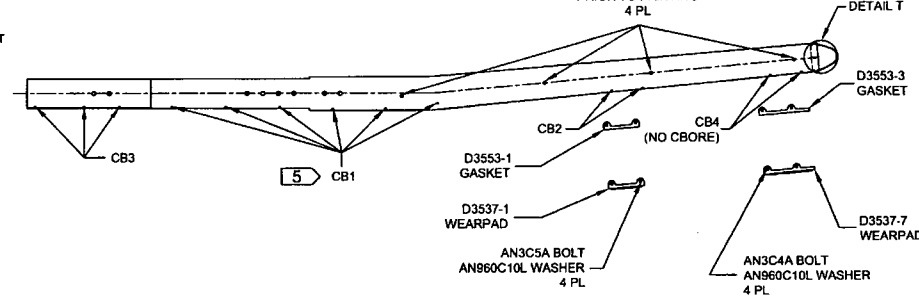 4 PL
DETAIL T
T
D3553-3
GASKET
CB3
5
CB1
CB2
CB4
(NO CBORE)
D3553-1
GASKET
D3537-1
WEARPAD
D3537-7
WEARPAD
AN3C5A BOLT
AN960C10L WASHER
4 PL
AN3C4A BOLT
AN960C10L WASHER
4 PL